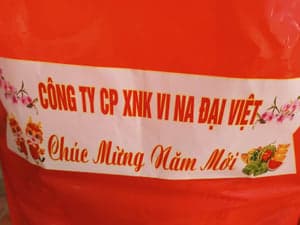 CÔNG TY CP XNK VI NA ĐẠI VIỆT
Chúc Mừng Năm Mới